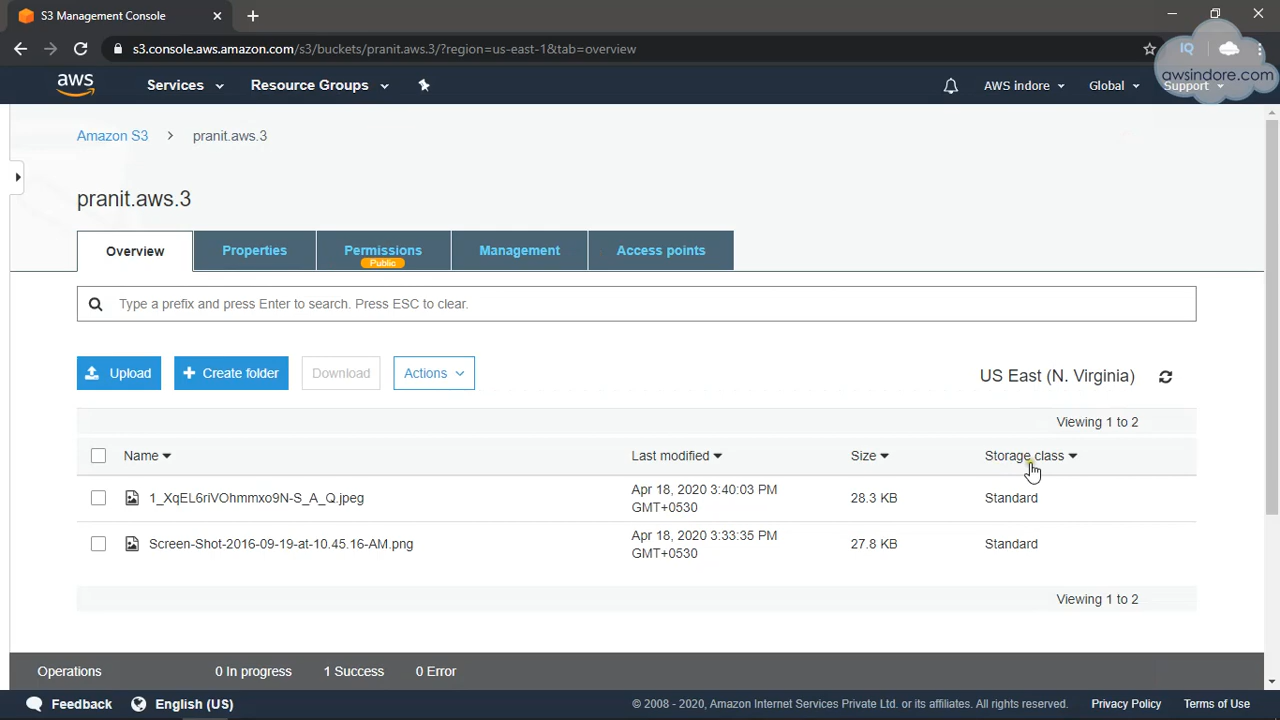 S3 Management Console
s3.console.aws.amazon.com/s3/buckets/pranit.aws.3/?region=us-east-1&tab=overview
IQ
awsindore.com
aws
Services
Resource Groups
AWS indore
Global
Support
Amazon S3
pranit.aws.3
pranit.aws.3
Overview
Properties
Permissions
Public
Management
Access points
Type a prefix and press Enter to search. Press ESC to clear.
Upload
Create folder
Download
Actions
US East (N. Virginia)
Viewing 1 to 2
Name
Last modified
Size
Storage class
1_XqEL6riVOhmmxo9N-S_A_Q.jpeg
Apr 18, 2020 3:40:03 PM
GMT+0530
28.3 KB
Standard
Screen-Shot-2016-09-19-at-10.45.16-AM.png
Apr 18, 2020 3:33:35 PM
GMT+0530
27.8 KB
Standard
Viewing 1 to 2
Operations
0 In progress
1 Success
0 Error
Feedback
English (US)
© 2008 - 2020, Amazon Internet Services Private Ltd. or its affiliates. All rights reserved.
Privacy Policy
Terms of Use